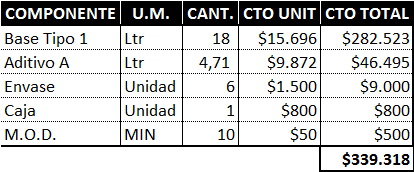 COMPONENTE U.M. CANT. CTO UNIT CTO TOTAL
Base Tipo 1 Ltr 18 $15.696 $282.523
Aditivo A Ltr 4,71 $9.872 $46.495
Envase Unidad 6 $1.500 $9.000
Caja Unidad 1 $800 $800
M.O.D. MIN 10 $50 $500
$339.318